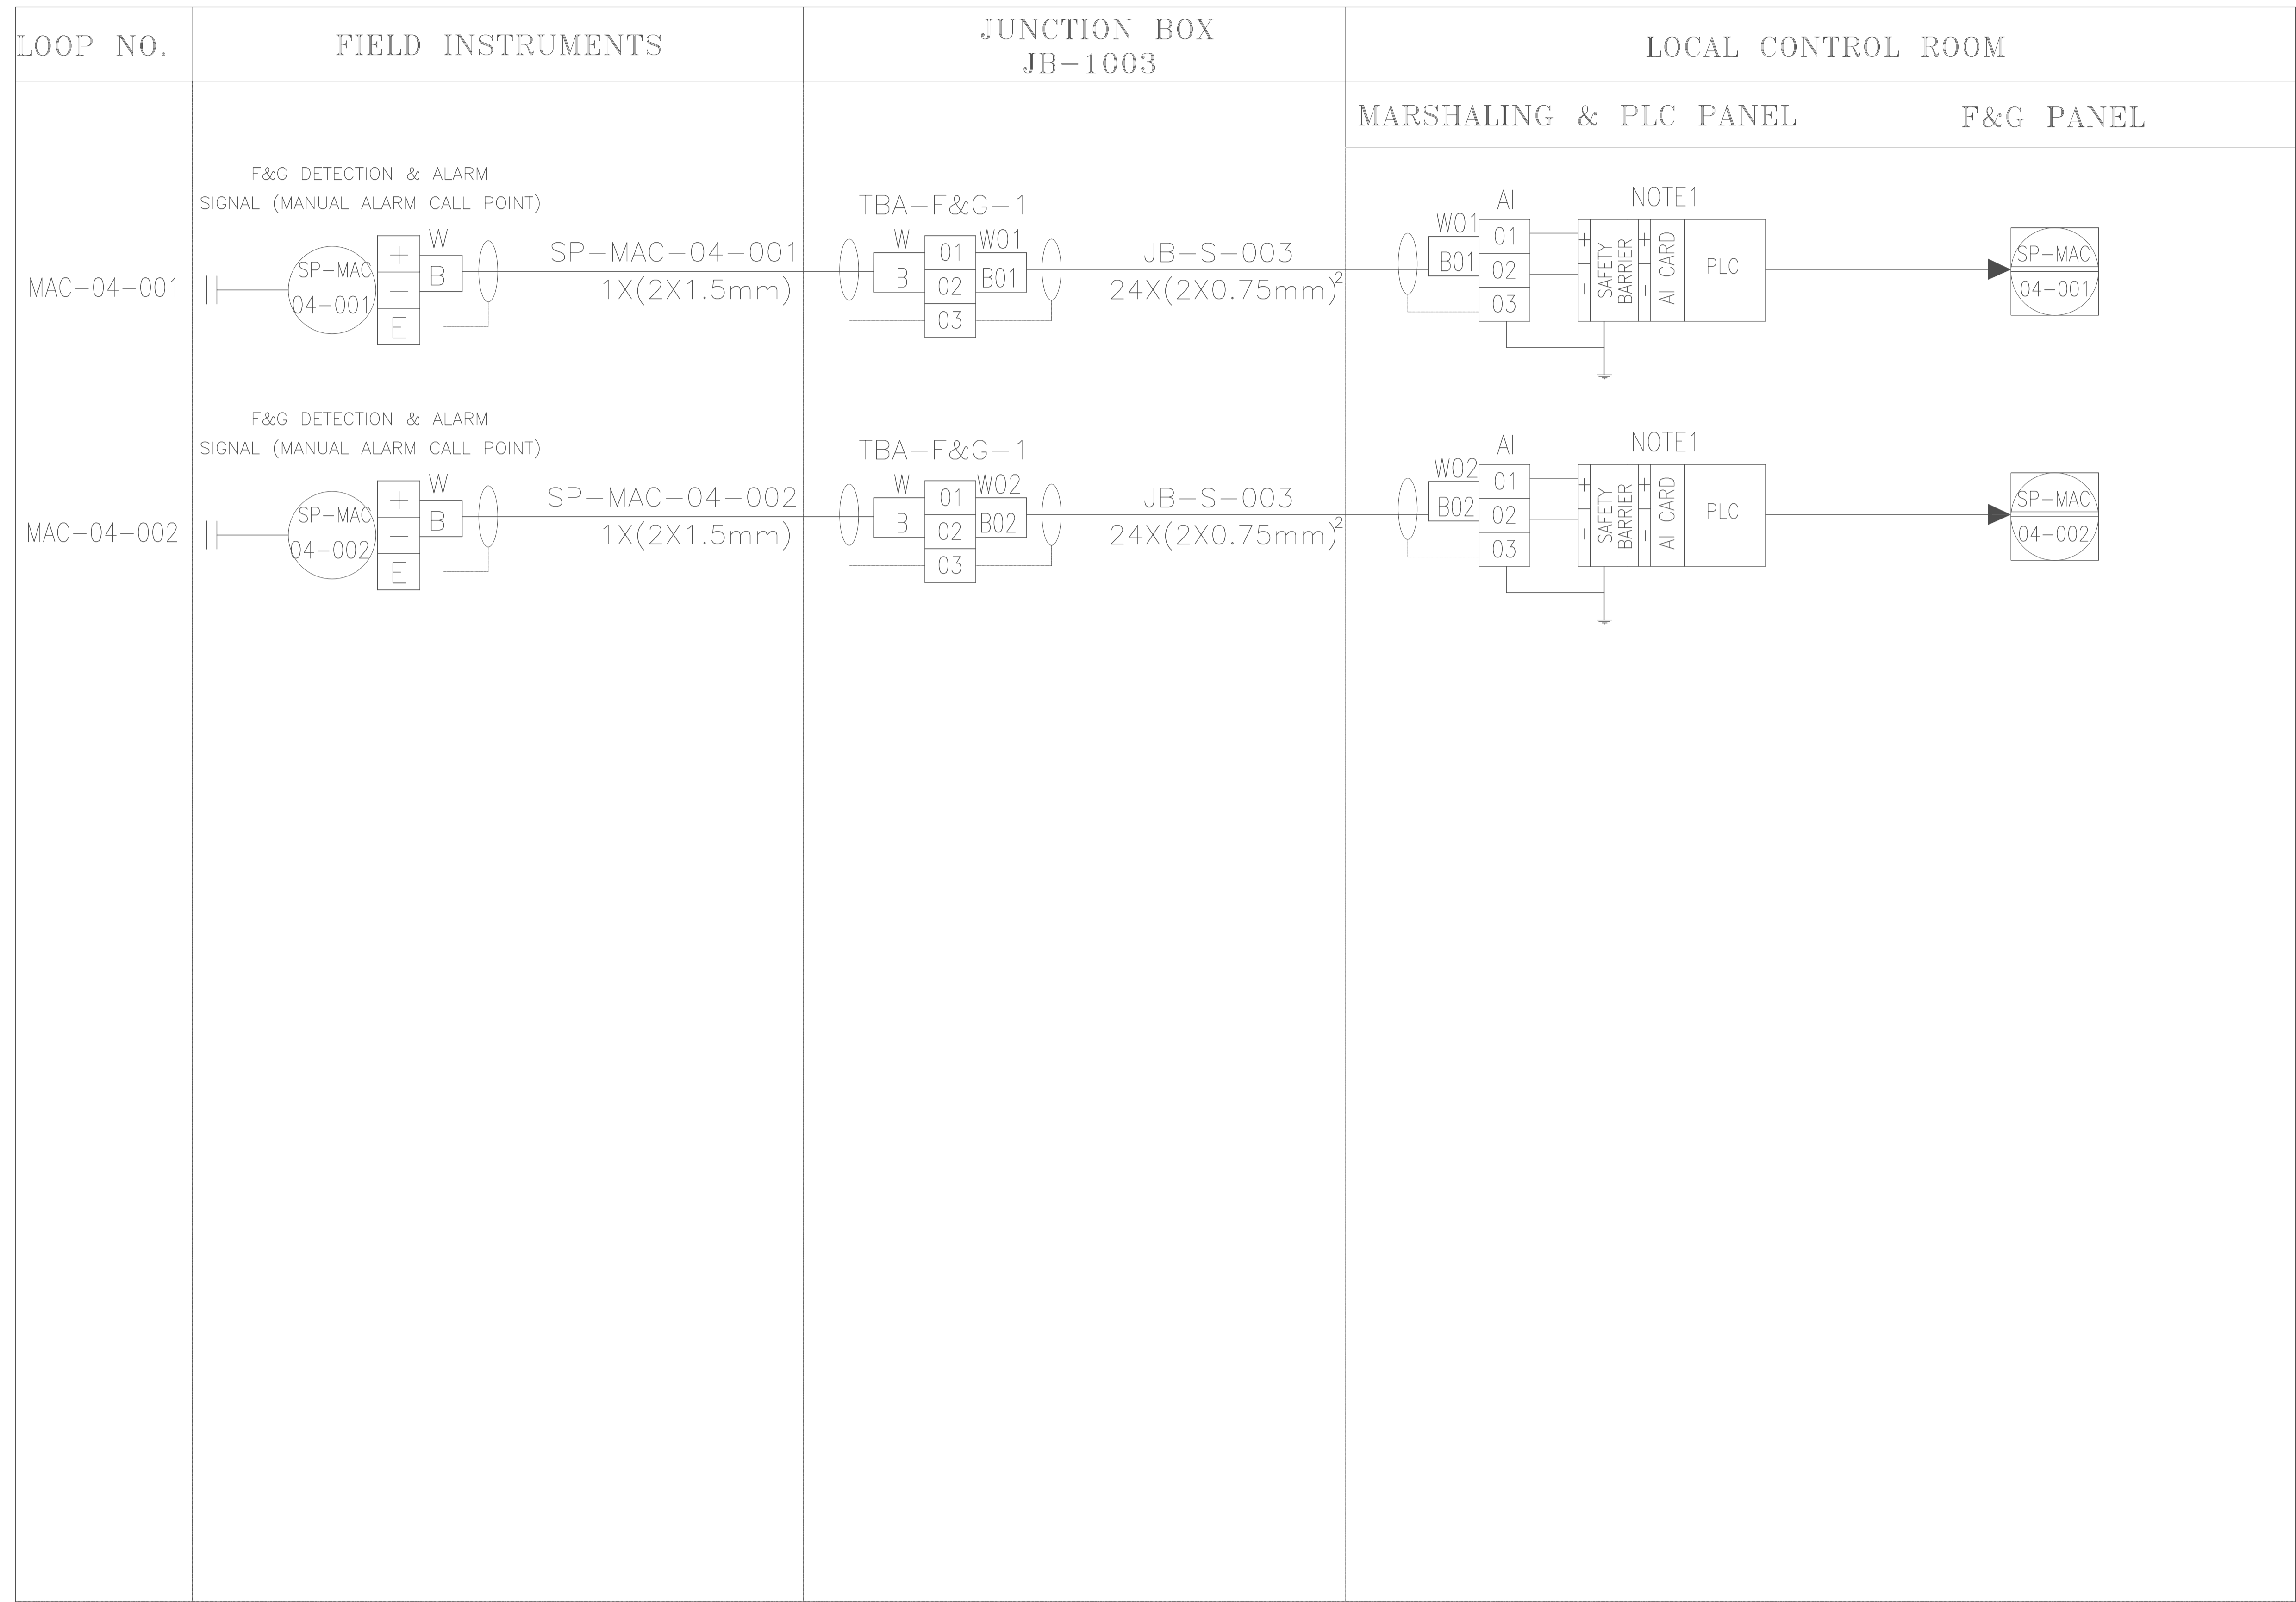 LOOP NO.
FIELD INSTRUMENTS
JUNCTION BOX
JB-1003
LOCAL CONTROL ROOM
MARSHALING & PLC PANEL
F&G PANEL
MAC-04-001
F&G DETECTION & ALARM
SIGNAL (MANUAL ALARM CALL POINT)
SP-MAC
04-001
+
-
E
W
B
SP-MAC-04-001
1X(2X1.5mm)
TBA-F&G-1
W
B
01
02
03
W01
B01
JB-S-003
24X(2X0.75mm)²
W01
B01
AI
01
02
03
NOTE1
+
-
SAFETY
BARRIER
+
-
AI CARD
PLC
SP-MAC
04-001
MAC-04-002
F&G DETECTION & ALARM
SIGNAL (MANUAL ALARM CALL POINT)
SP-MAC
04-002
+
-
E
W
B
SP-MAC-04-002
1X(2X1.5mm)
TBA-F&G-1
W
B
01
02
03
W02
B02
JB-S-003
24X(2X0.75mm)²
W02
B02
AI
01
02
03
NOTE1
+
-
SAFETY
BARRIER
+
-
AI CARD
PLC
SP-MAC
04-002